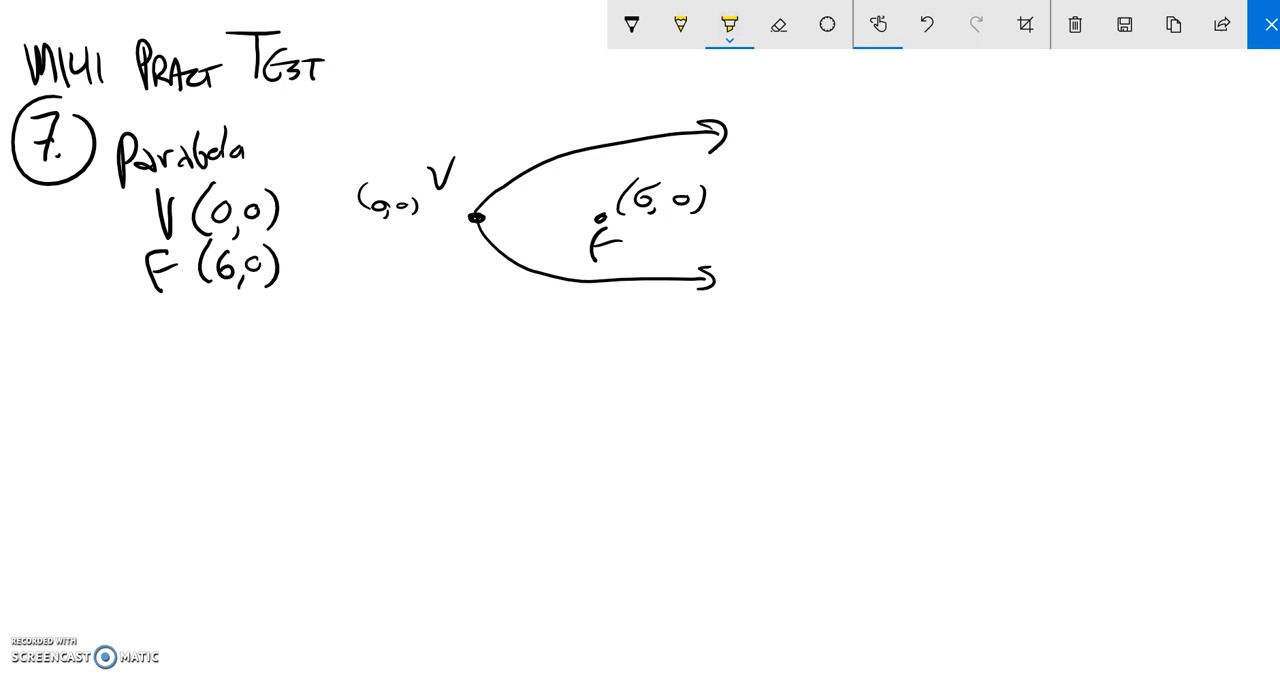 M141 PRACT TEST
7. Parabola
V (0,0)
F (6,0)
(0,0) V
(6, 0)
F
RECORDED WITH
SCREENCAST MATIC